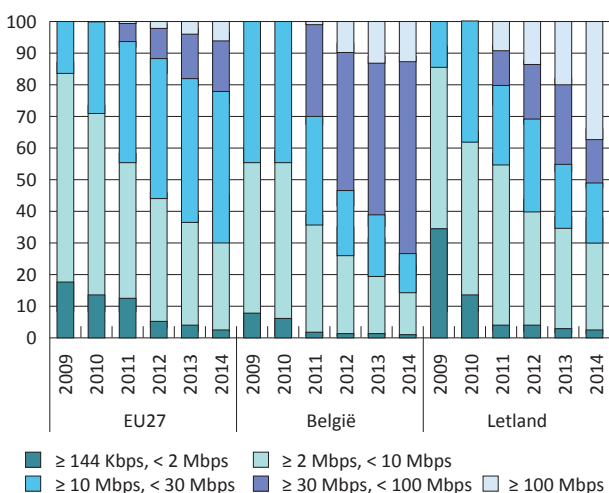 100
90
80
70
60
50
40
30
20
10
0
2009 2010 2011 2012 2013 2014 2009 2010 2011 2012 2013 2014 2009 2010 2011 2012 2013 2014
EU27 België Letland
≥ 144 Kbps, < 2 Mbps ≥ 2 Mbps, < 10 Mbps
≥ 10 Mbps, < 30 Mbps ≥ 30 Mbps, < 100 Mbps ≥ 100 Mbps